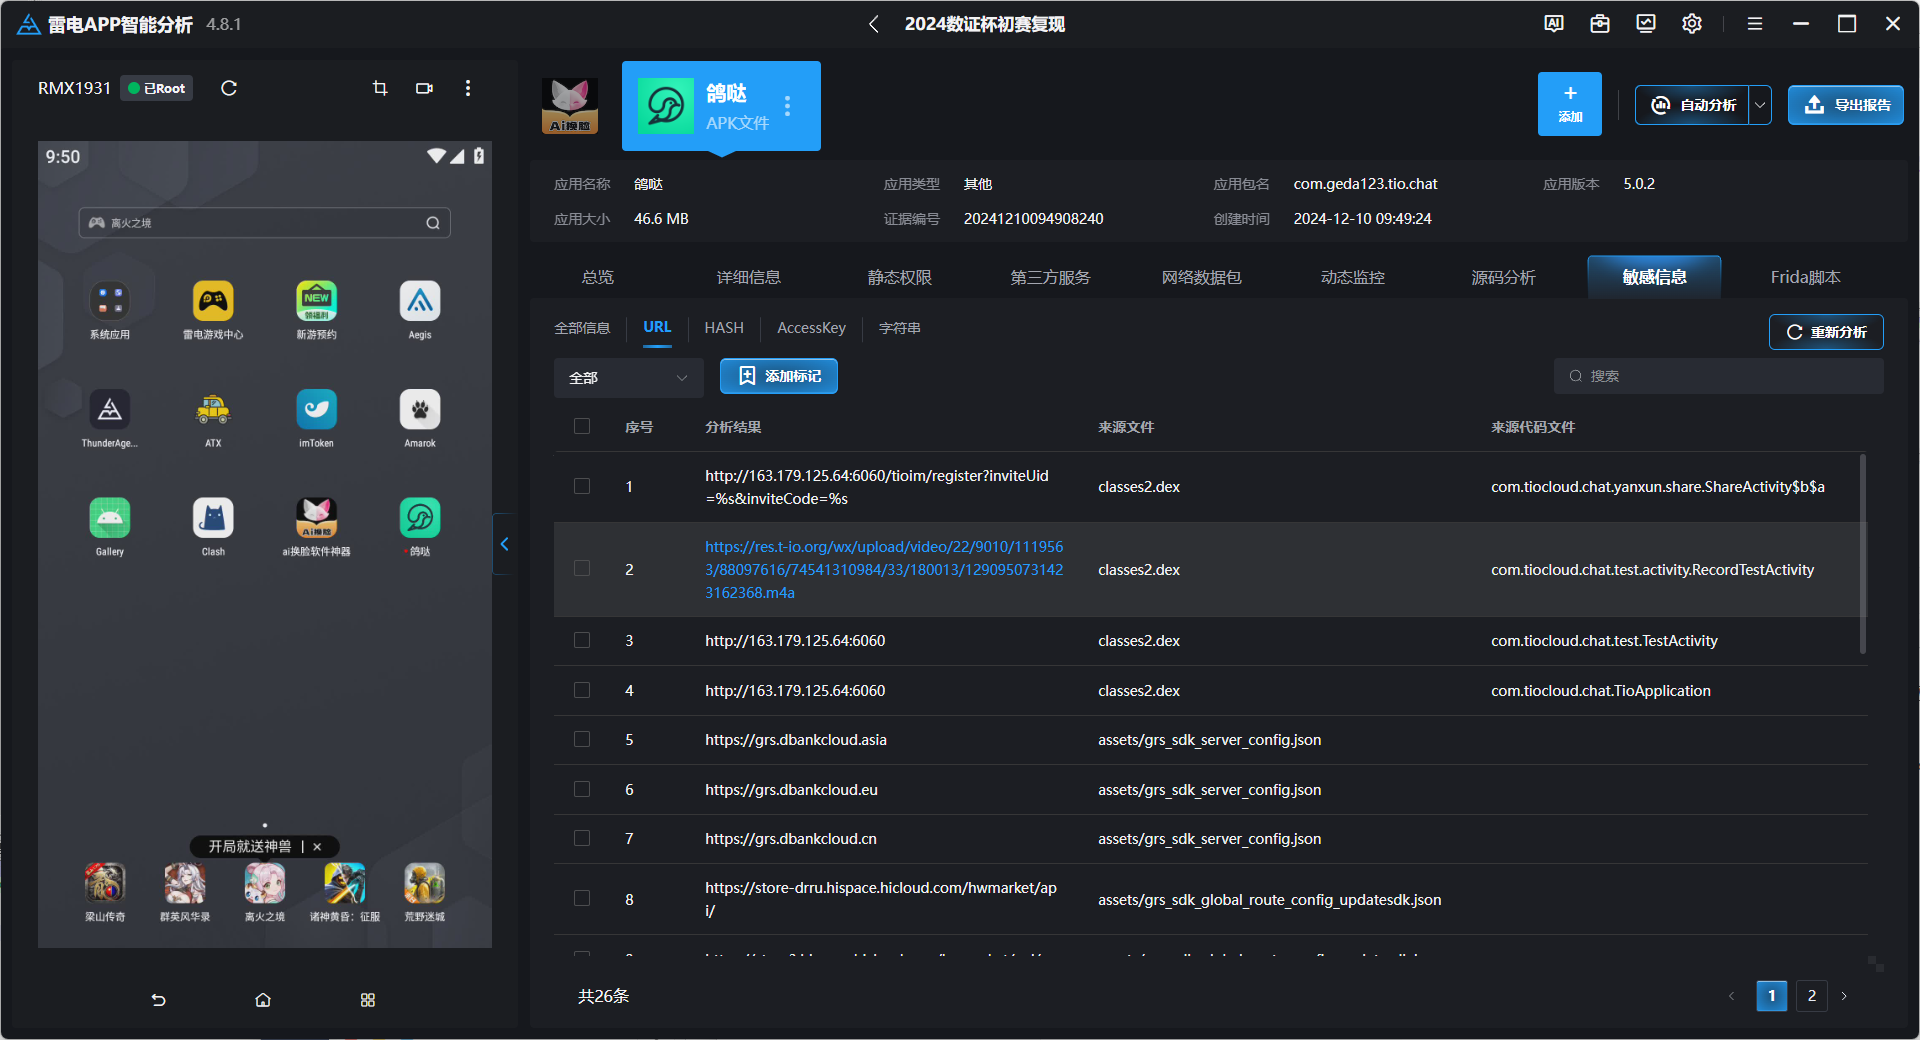 雷电APP智能分析 4.8.1
2024数证杯初赛复现
RMX1931 已Root
9:50
离火之境
系统应用
雷电游戏中心
NEW
领福利
新游预约
Aegis
ThunderAge...
ATX
imToken
Amarok
Gallery
Clash
Ai换脸
ai换脸软件神器
鸽哒
开局就送神兽 | ×
梁山传奇
群英风华录
离火之境
诸神黄昏：征服
荒野迷城
Ai换脸
鸽哒
APK文件
+
添加
自动分析
导出报告
应用名称 鸽哒 应用类型 其他 应用包名 com.geda123.tio.chat 应用版本 5.0.2
应用大小 46.6 MB 证据编号 20241210094908240 创建时间 2024-12-10 09:49:24
总览 详细信息 静态权限 第三方服务 网络数据包 动态监控 源码分析 敏感信息 Frida脚本
全部信息 URL HASH AccessKey 字符串
重新分析
全部 添加标记 搜索
序号 分析结果 来源文件 来源代码文件
1 http://163.179.125.64:6060/tioim/register?inviteUid
=%s&inviteCode=%s
classes2.dex com.tiocloud.chat.yanxun.share.ShareActivity$b$a
2 https://res.t-io.org/wx/upload/video/22/9010/111956
3/88097616/74541310984/33/180013/129095073142
3162368.m4a
classes2.dex com.tiocloud.chat.test.activity.RecordTestActivity
3 http://163.179.125.64:6060 classes2.dex com.tiocloud.chat.test.TestActivity
4 http://163.179.125.64:6060 classes2.dex com.tiocloud.chat.TioApplication
5 https://grs.dbankcloud.asia assets/grs_sdk_server_config.json
6 https://grs.dbankcloud.eu assets/grs_sdk_server_config.json
7 https://grs.dbankcloud.cn assets/grs_sdk_server_config.json
8 https://store-drru.hispace.hicloud.com/hwmarket/ap
i/
assets/grs_sdk_global_route_config_updatesdk.json
共26条
1 2